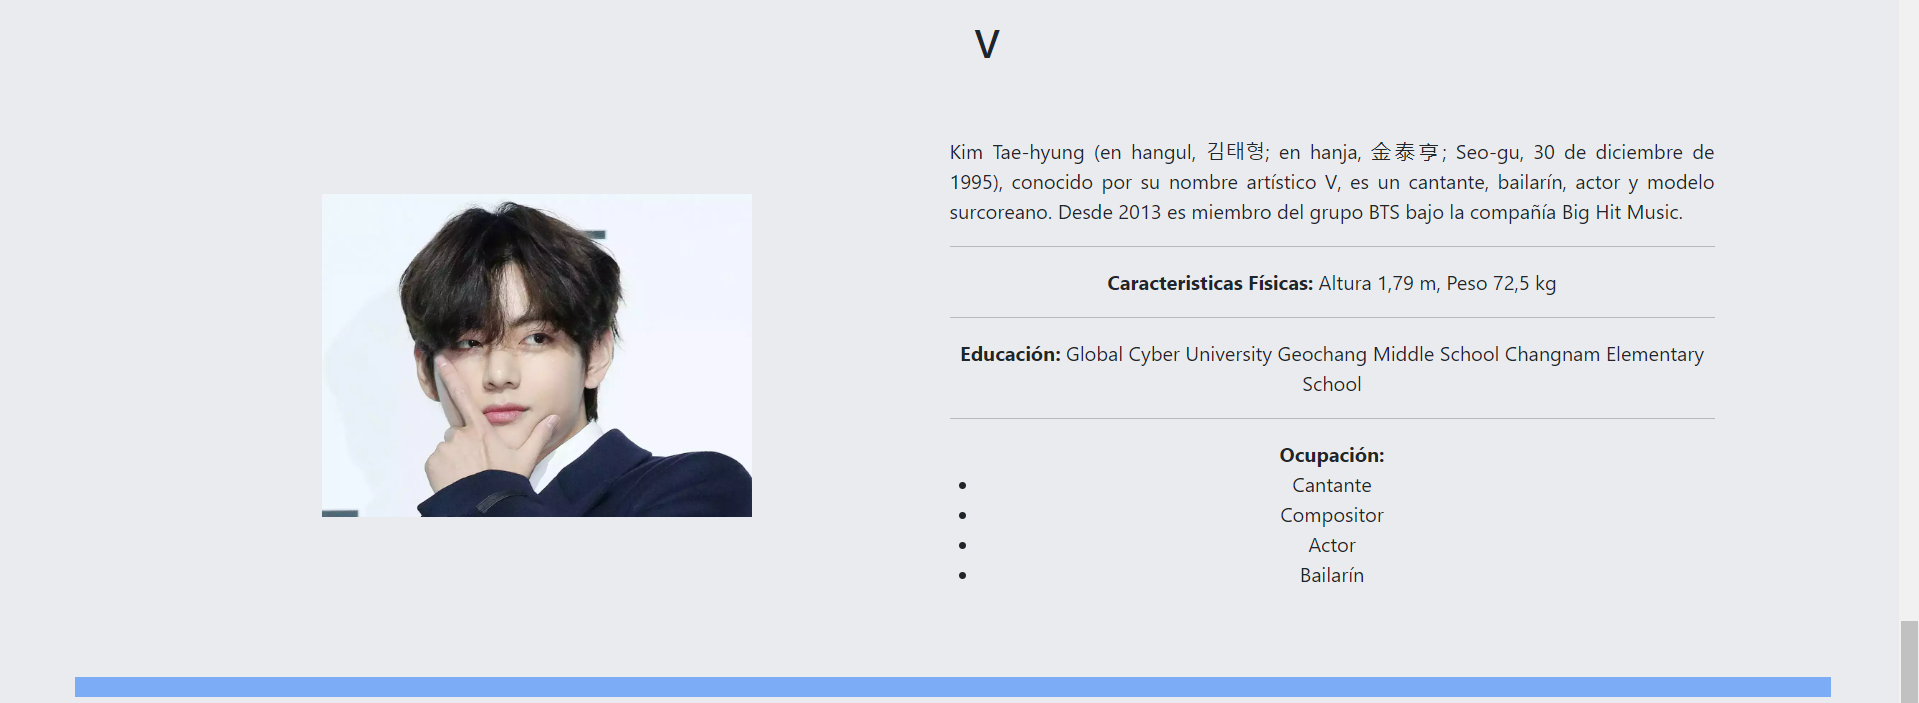 V
Kim Tae-hyung (en hangul, 김태형; en hanja, 金泰亨; Seo-gu, 30 de diciembre de
1995), conocido por su nombre artístico V, es un cantante, bailarín, actor y modelo
surcoreano. Desde 2013 es miembro del grupo BTS bajo la compañía Big Hit Music.
Caracteristicas Físicas: Altura 1,79 m, Peso 72,5 kg
Educación: Global Cyber University Geochang Middle School Changnam Elementary
School
Ocupación:
• Cantante
• Compositor
• Actor
• Bailarín